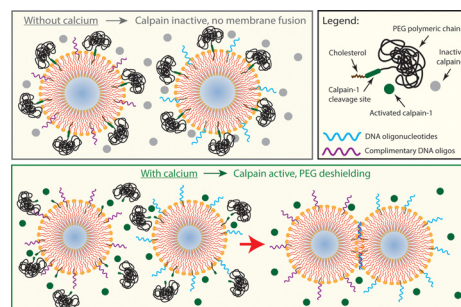 Without calcium → Calpain inactive, no membrane fusion
Legend:
PEG polymeric chain
Cholesterol
Calpain-1
cleavage site
Activated calpain-1
DNA oligonucleotides
Complimentary DNA oligos
With calcium → Calpain active, PEG deshielding